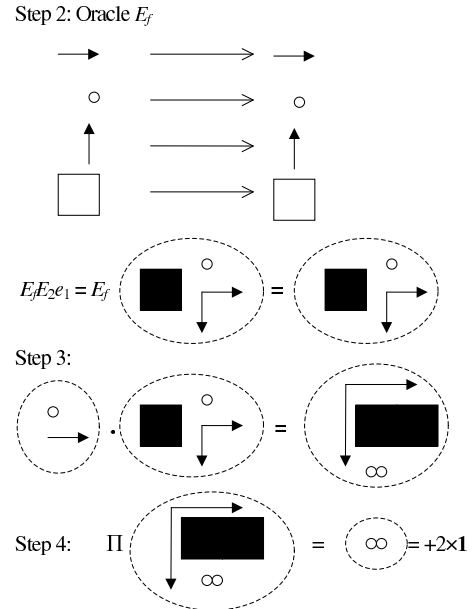 Step 2: Oracle E_f
E_fE_2e_1 = E_f =
Step 3:
. =
Step 4: Π = = +2×1